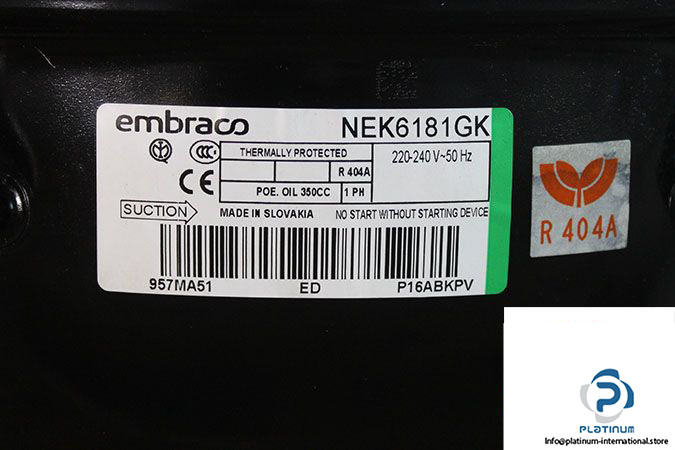 embraco NEK6181GK
THERMALLY PROTECTED
220-240 V~50 Hz
R 404A
CE
POE. OIL 350CC 1 PH
SUCTION
MADE IN SLOVAKIA NO START WITHOUT STARTING DEVICE
957MA51 ED P16ABKPV
R 404A
PLATINUM
Info@platinum-international.store